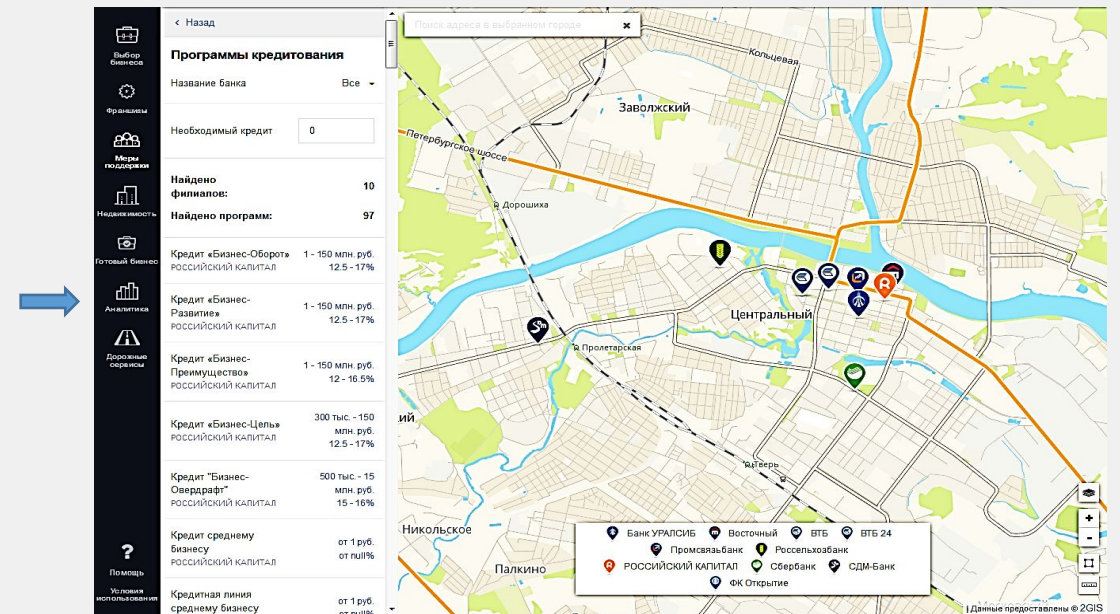 Выбор
бизнеса
Франшизы
Меры
поддержки
Недвижимость
Готовый бизнес
Аналитика
Дорожные
сервисы
?
Помощь
Условия
использования
‹ Назад
Программы кредитования
Название банка Все
Необходимый кредит 0
Найдено
филиалов: 10
Найдено программ: 97
Кредит «Бизнес-Оборот» 1 - 150 млн. руб.
РОССИЙСКИЙ КАПИТАЛ 12.5 - 17%
Кредит «Бизнес-
Развитие» 1 - 150 млн. руб.
РОССИЙСКИЙ КАПИТАЛ 12.5 - 17%
Кредит «Бизнес-
Преимущество» 1 - 150 млн. руб.
РОССИЙСКИЙ КАПИТАЛ 12 - 16.5%
300 тыс. - 150
Кредит «Бизнес-Цель» млн. руб.
РОССИЙСКИЙ КАПИТАЛ 12.5 - 17%
Кредит "Бизнес- 500 тыс. - 15
Овердрафт" млн. руб.
РОССИЙСКИЙ КАПИТАЛ 15 - 16%
Кредит среднему
бизнесу от 1 руб.
РОССИЙСКИЙ КАПИТАЛ от null%
Кредитная линия от 1 руб.
среднему бизнесу от null%
Поиск адреса в выбранном городе ×
Кольцевая
Заволжский
Петербургское шоссе
Дорошиха
Центральный
Пролетарская
ий
Тверь
Никольское
Палкино
Банк УРАЛСИБ Восточный ВТБ ВТБ 24
Промсвязьбанк Россельхозбанк
РОССИЙСКИЙ КАПИТАЛ Сбербанк СДМ-Банк
ФК Открытие
+
-
Данные предоставлены © 2GIS